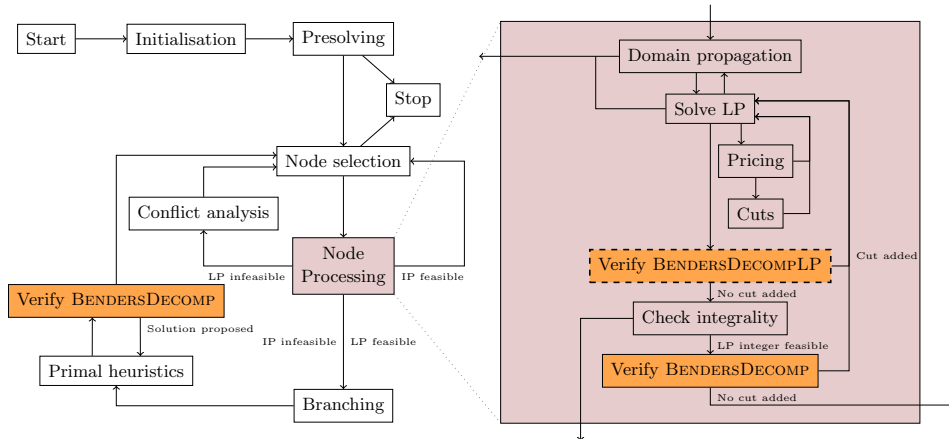 Start
Initialisation
Presolving
Stop
Node selection
Conflict analysis
Node
Processing
LP infeasible
IP feasible
Verify BENDERSDECOMP
Solution proposed
IP infeasible
LP feasible
Primal heuristics
Branching
Domain propagation
Solve LP
Pricing
Cuts
Verify BENDERSDECOMPLP
Cut added
No cut added
Check integrality
LP integer feasible
Verify BENDERSDECOMP
No cut added